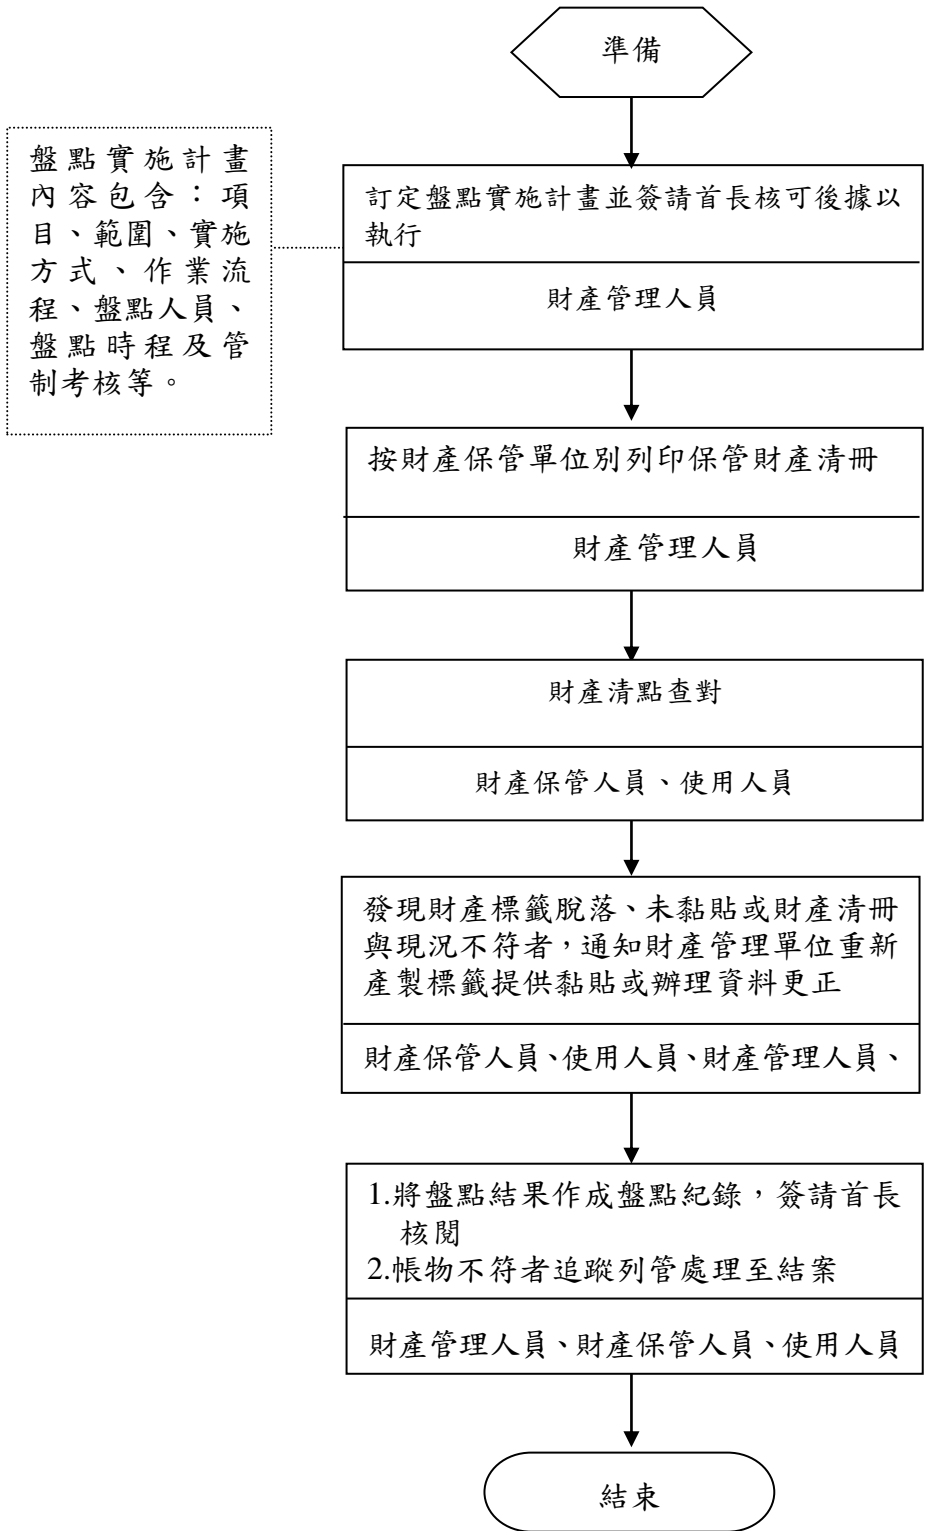 準備
盤點實施計畫
內容包含：項
目、範圍、實施
方式、作業流
程、盤點人員、
盤點時程及管
制考核等。
訂定盤點實施計畫並簽請首長核可後據以
執行
財產管理人員
按財產保管單位別列印保管財產清冊
財產管理人員
財產清點查對
財產保管人員、使用人員
發現財產標籤脫落、未黏貼或財產清冊
與現況不符者，通知財產管理單位重新
產製標籤提供黏貼或辦理資料更正
財產保管人員、使用人員、財產管理人員、
1.將盤點結果作成盤點紀錄，簽請首長
核閱
2.帳物不符者追蹤列管處理至結案
財產管理人員、財產保管人員、使用人員
結束